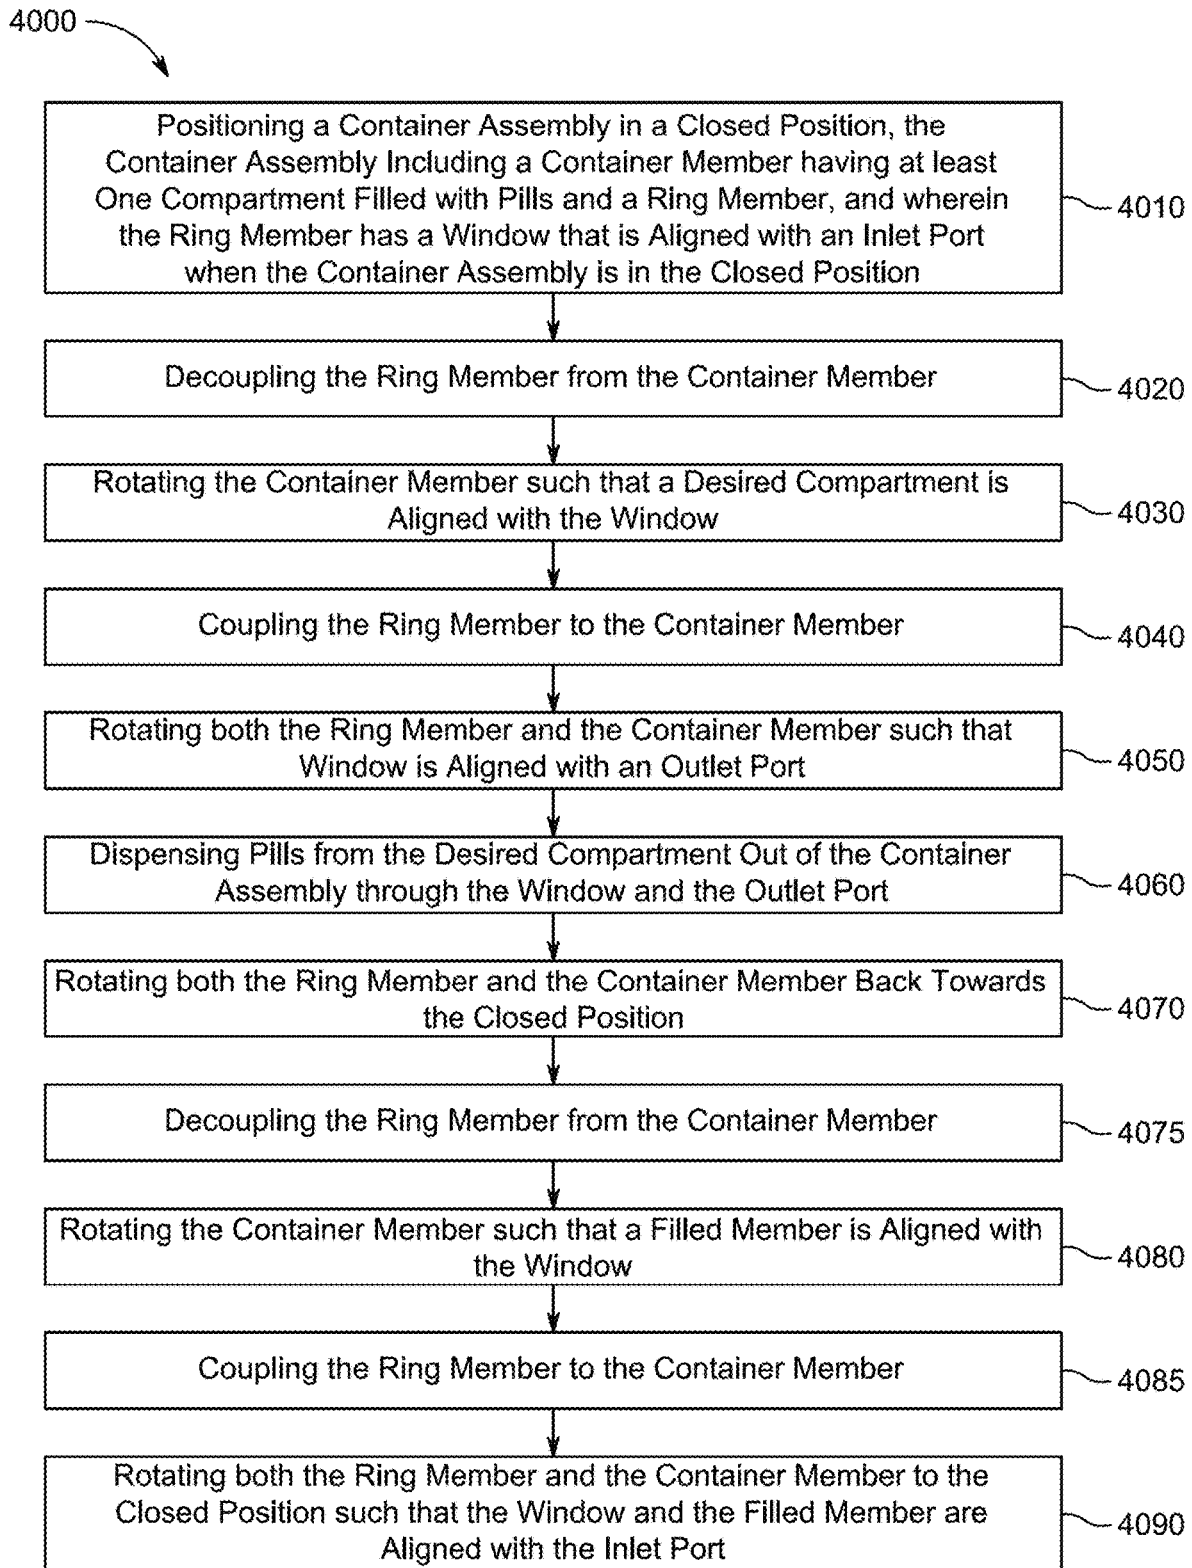 4000
Positioning a Container Assembly in a Closed Position, the
Container Assembly Including a Container Member having at least
One Compartment Filled with Pills and a Ring Member, and wherein
the Ring Member has a Window that is Aligned with an Inlet Port
when the Container Assembly is in the Closed Position
4010
Decoupling the Ring Member from the Container Member
4020
Rotating the Container Member such that a Desired Compartment is
Aligned with the Window
4030
Coupling the Ring Member to the Container Member
4040
Rotating both the Ring Member and the Container Member such that
Window is Aligned with an Outlet Port
4050
Dispensing Pills from the Desired Compartment Out of the Container
Assembly through the Window and the Outlet Port
4060
Rotating both the Ring Member and the Container Member Back Towards
the Closed Position
4070
Decoupling the Ring Member from the Container Member
4075
Rotating the Container Member such that a Filled Member is Aligned with
the Window
4080
Coupling the Ring Member to the Container Member
4085
Rotating both the Ring Member and the Container Member to the
Closed Position such that the Window and the Filled Member are
Aligned with the Inlet Port
4090